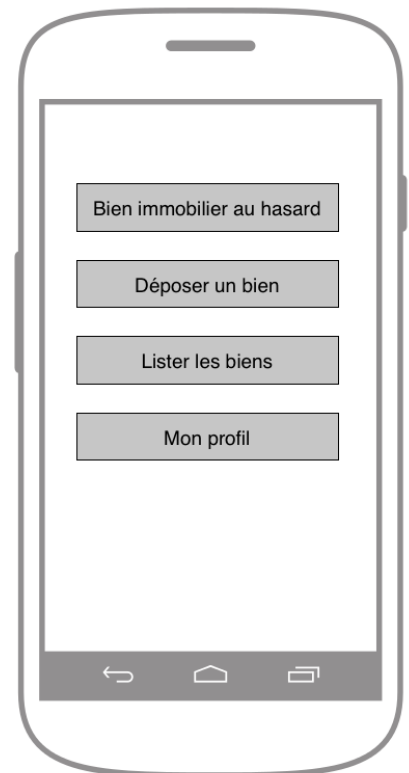 Bien immobilier au hasard
Déposer un bien
Lister les biens
Mon profil